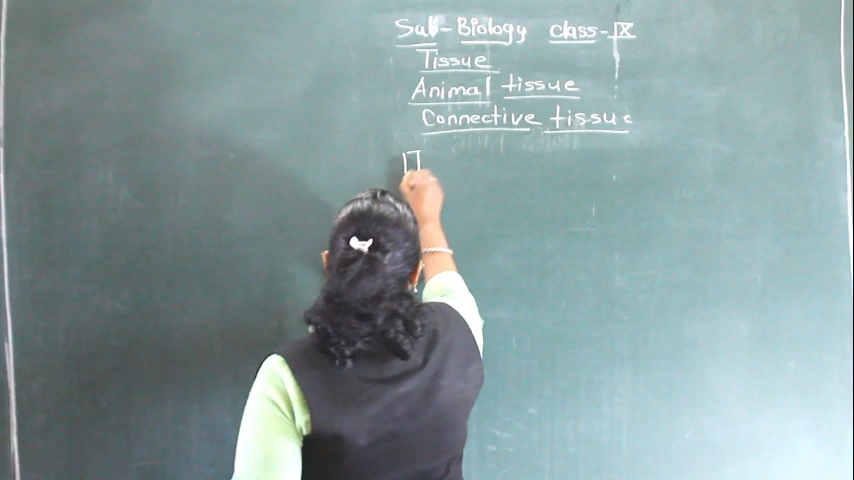 Sub-Biology class-IX
Tissue
Animal tissue
Connective tissue